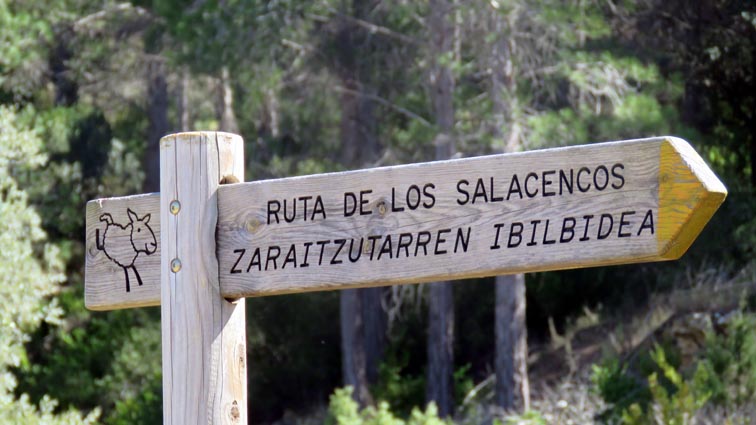 RUTA DE LOS SALACENCOS
ZARAITZUTARREN IBILBIDEA